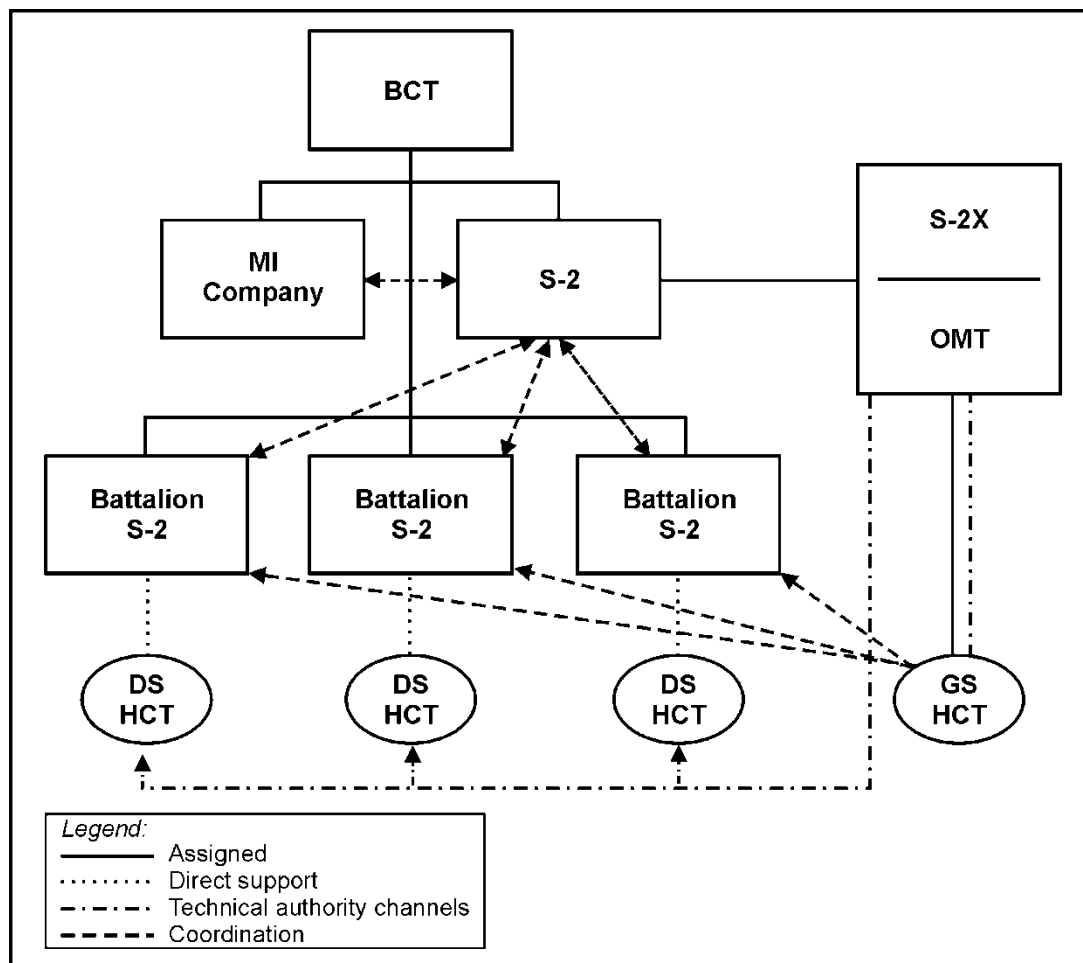 BCT
MI
Company
S-2
S-2X
OMT
Battalion
S-2
Battalion
S-2
Battalion
S-2
DS
HCT
DS
HCT
DS
HCT
GS
HCT
Legend:
Assigned
Direct support
Technical authority channels
Coordination